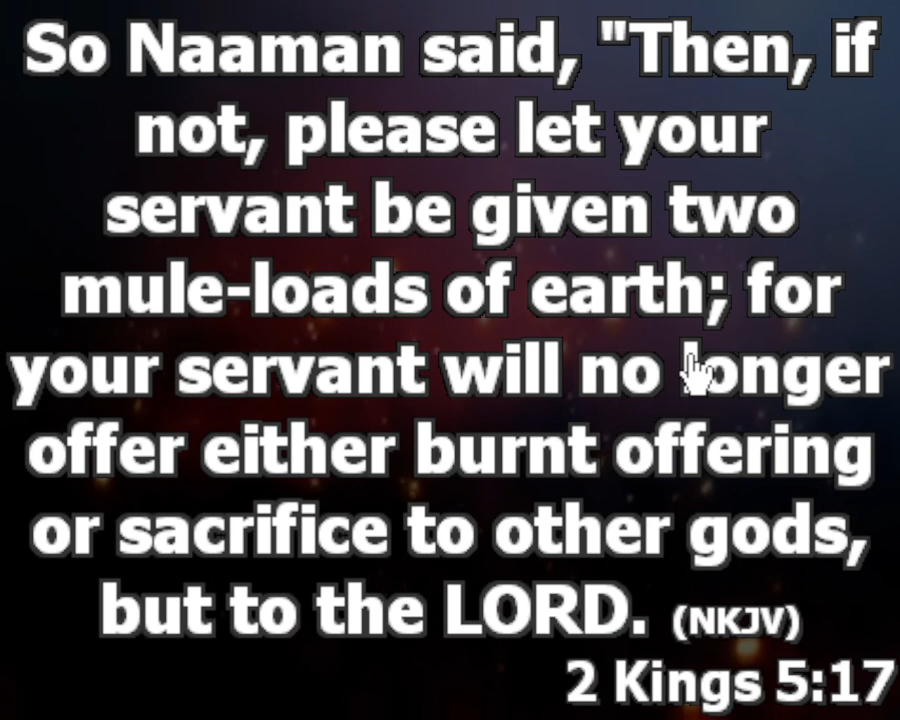 So Naaman said, "Then, if
not, please let your
servant be given two
mule-loads of earth; for
your servant will no longer
offer either burnt offering
or sacrifice to other gods,
but to the LORD. (NKJV)
2 Kings 5:17